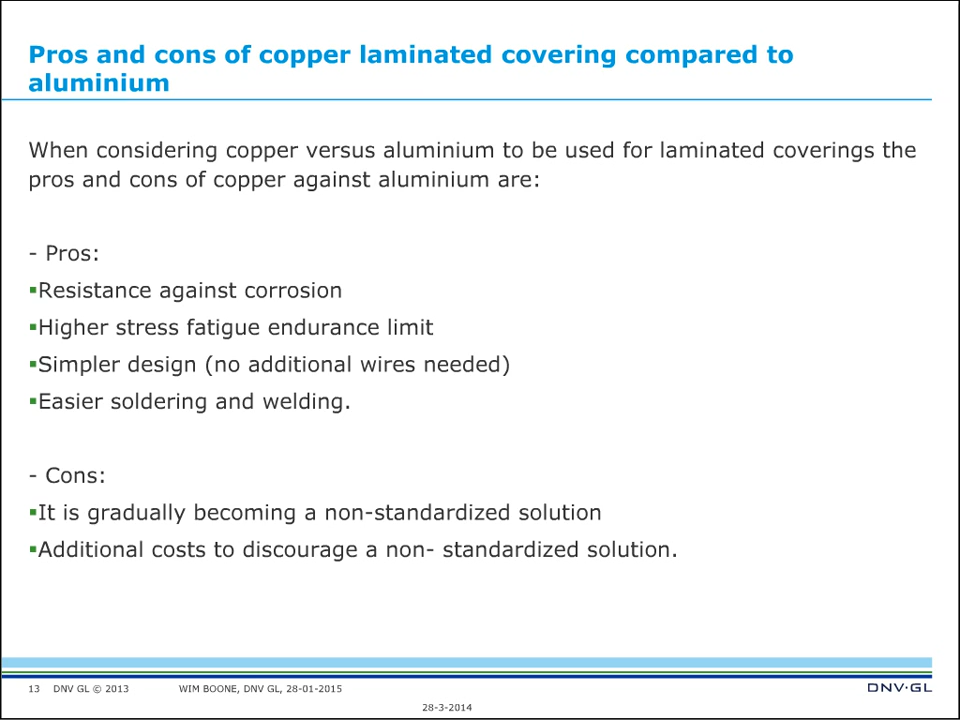 Pros and cons of copper laminated covering compared to
aluminium
When considering copper versus aluminium to be used for laminated coverings the
pros and cons of copper against aluminium are:
- Pros:
▪Resistance against corrosion
▪Higher stress fatigue endurance limit
▪Simpler design (no additional wires needed)
▪Easier soldering and welding.
- Cons:
▪It is gradually becoming a non-standardized solution
▪Additional costs to discourage a non- standardized solution.
13 DNV GL © 2013 WIM BOONE, DNV GL, 28-01-2015
DNV·GL
28-3-2014